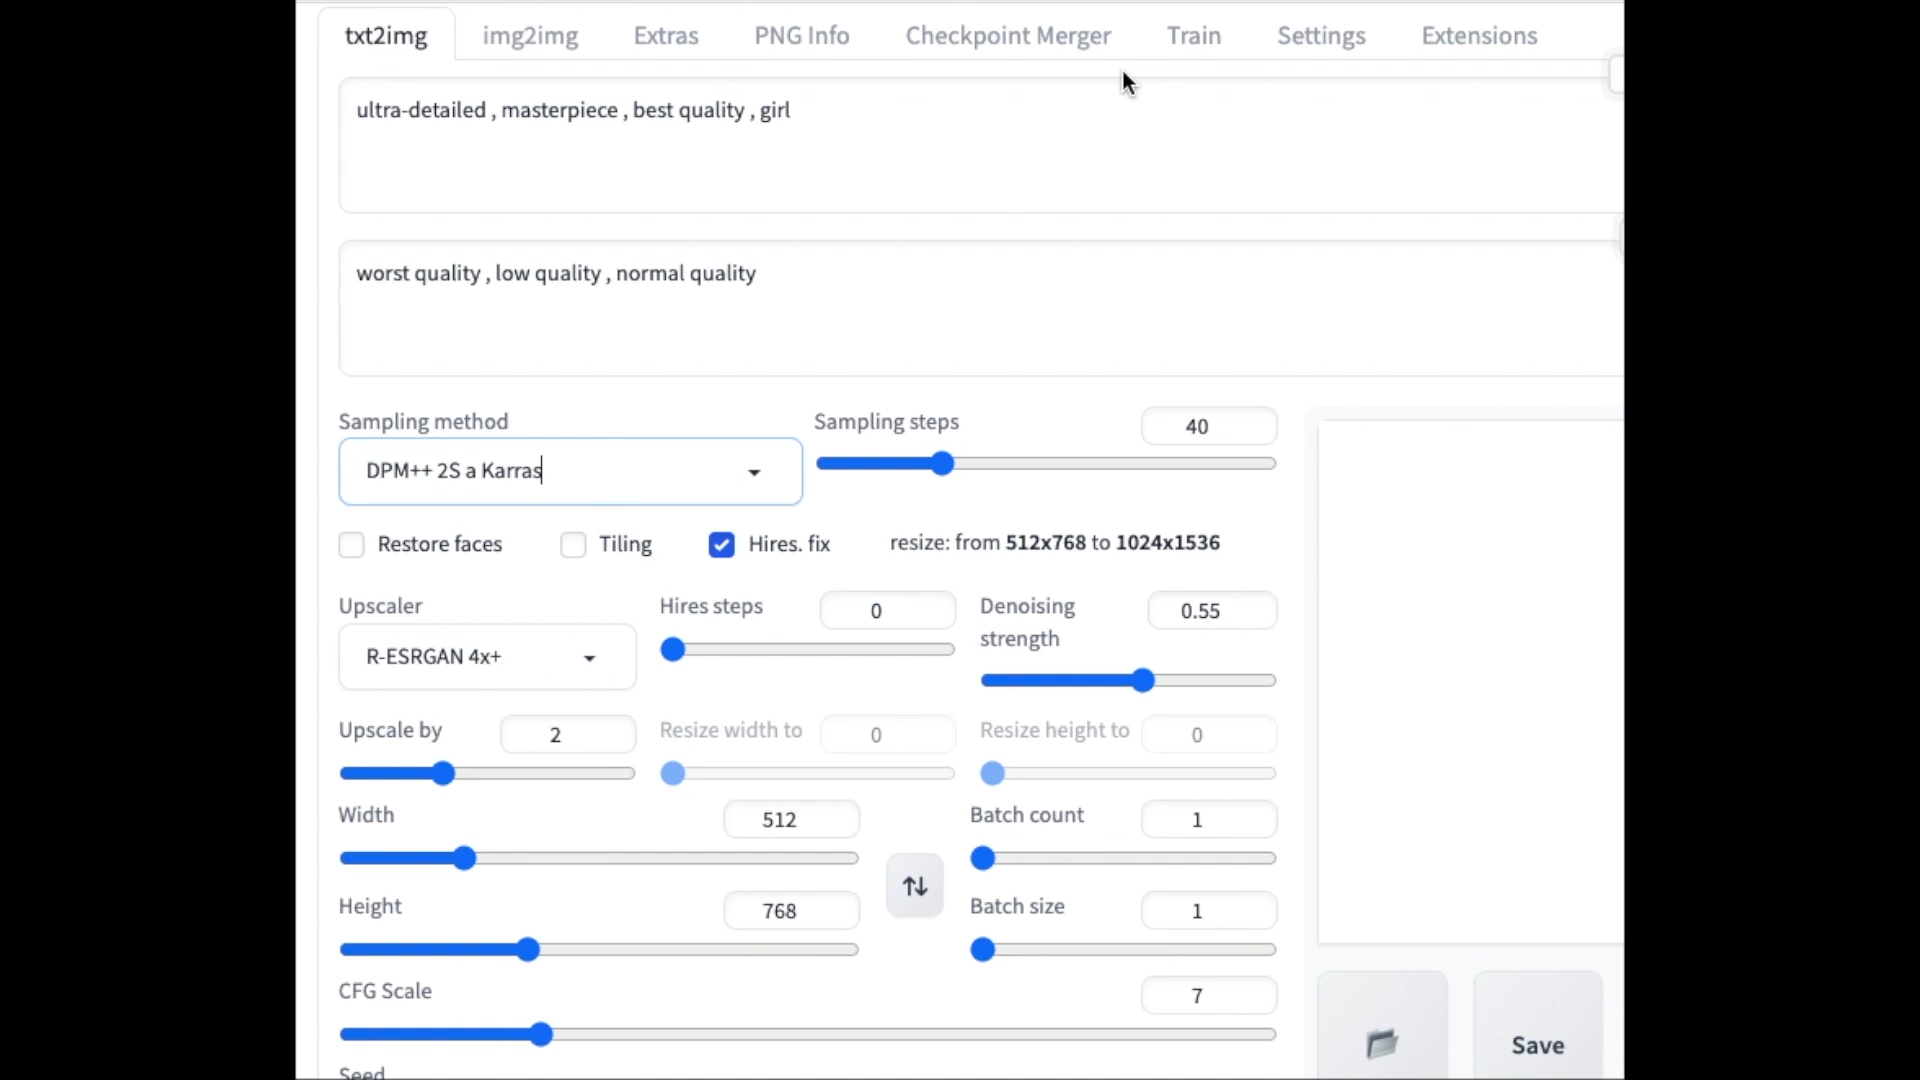 txt2img img2img Extras PNG Info Checkpoint Merger Train Settings Extensions
ultra-detailed , masterpiece , best quality , girl
worst quality , low quality , normal quality
Sampling method
DPM++ 2S a Karras
Sampling steps 40
Restore faces Tiling Hires. fix resize: from 512x768 to 1024x1536
Upscaler
R-ESRGAN 4x+
Hires steps 0
Denoising
strength
0.55
Upscale by 2 Resize width to 0 Resize height to 0
Width 512 Batch count 1
Height 768 Batch size 1
CFG Scale 7
Save
Seed